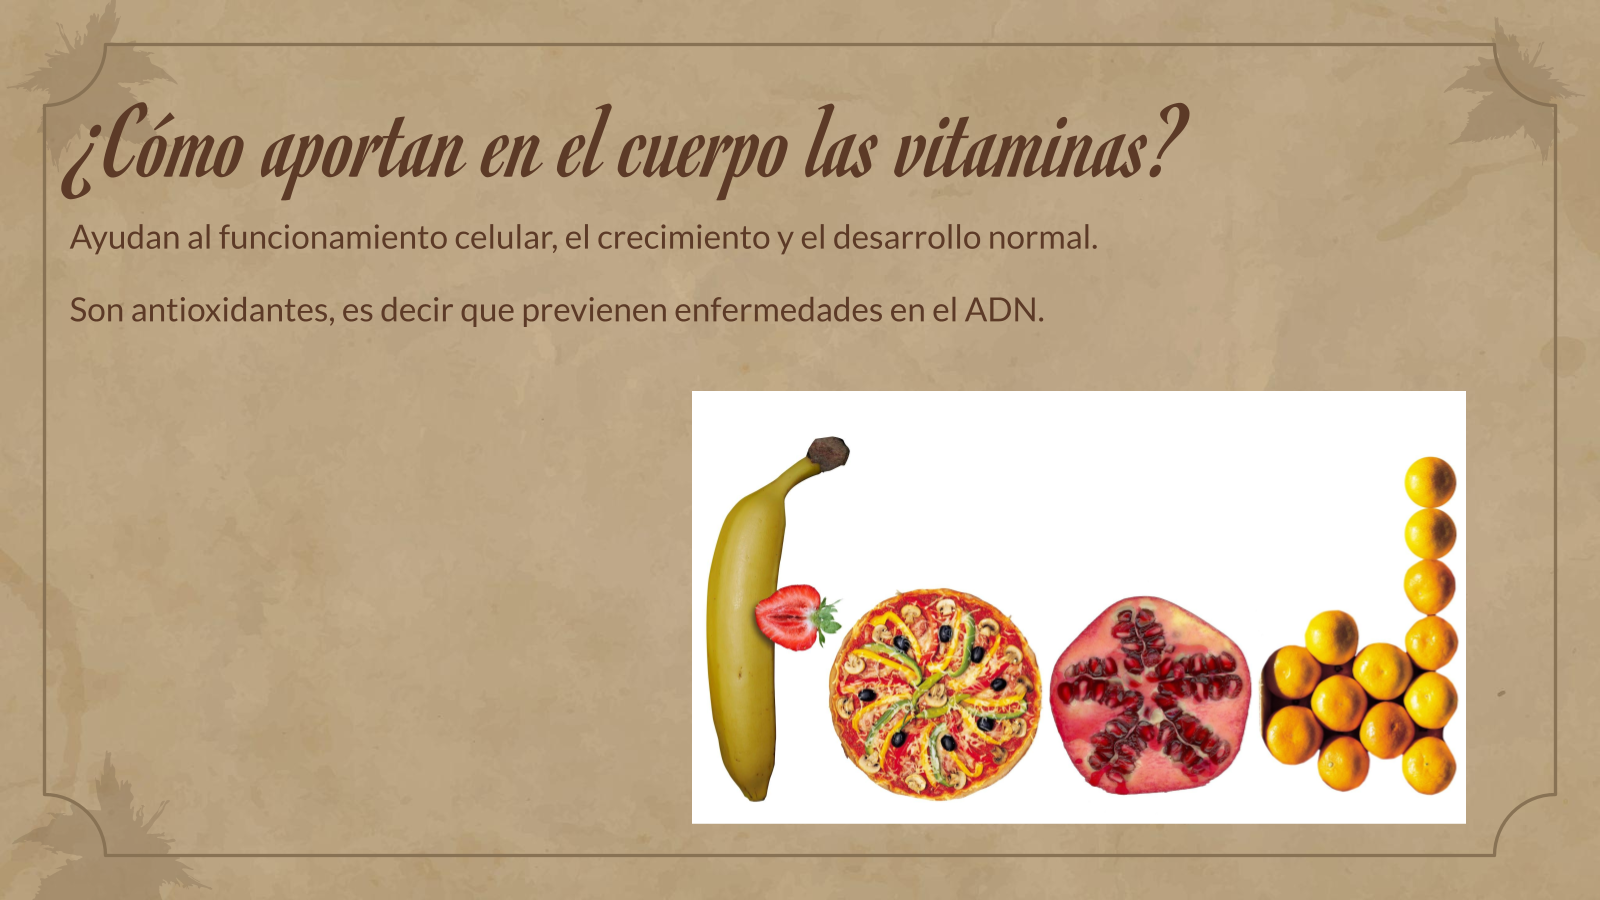 ¿Cómo aportan en el cuerpo las vitaminas?
Ayudan al funcionamiento celular, el crecimiento y el desarrollo normal.
Son antioxidantes, es decir que previenen enfermedades en el ADN.
food